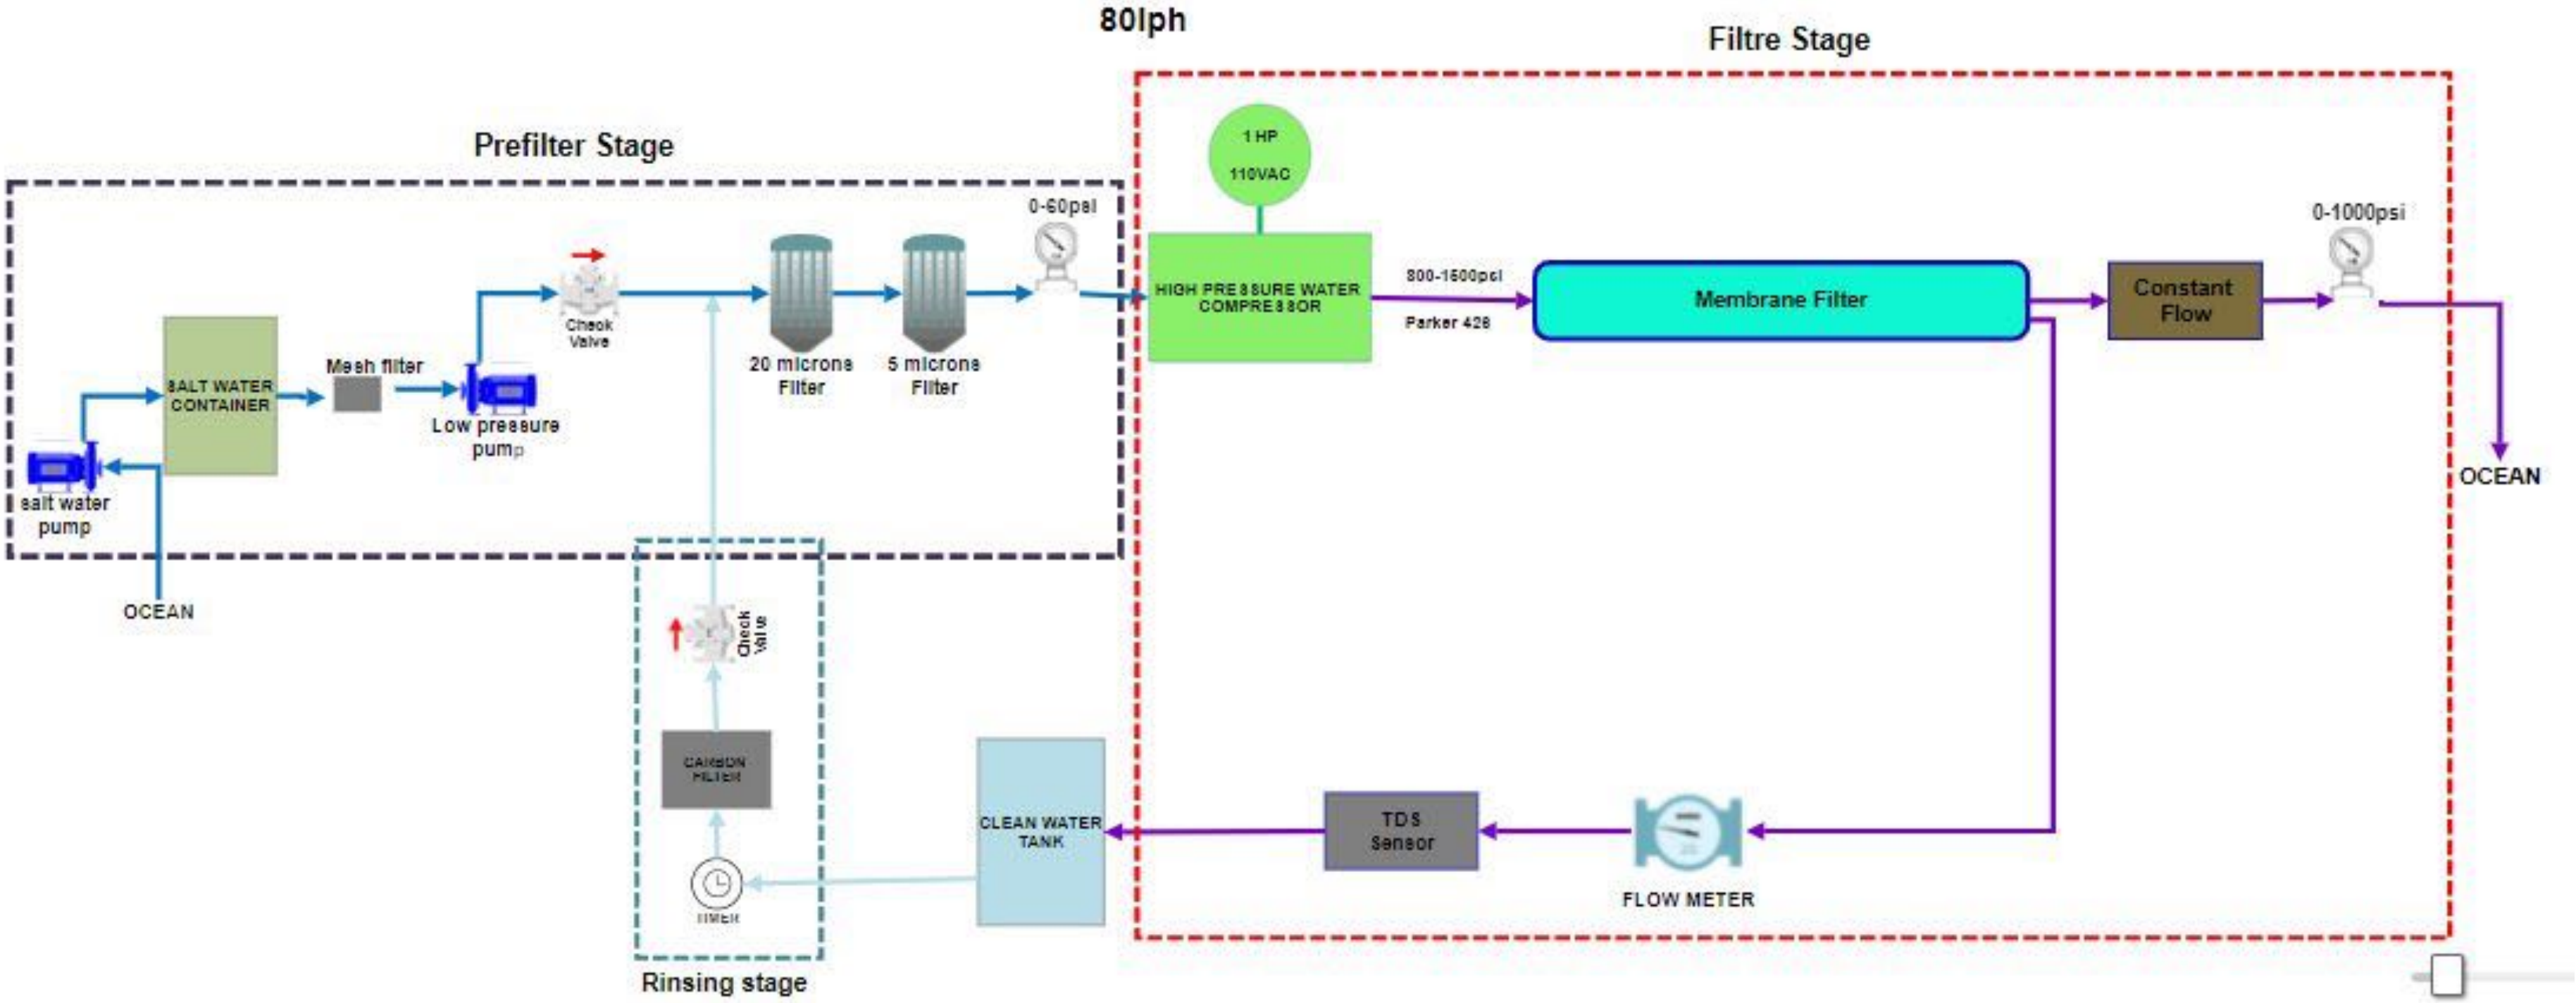 80lph
Filtre Stage
Prefilter Stage
1 HP
110VAC
0-60psi
0-1000psi
HIGH PRESSURE WATER
COMPRESSOR
800-1500psi
Parker 426
Membrane Filter
Constant
Flow
Check
Valve
20 microns
Filter
5 microns
Filter
Mesh filter
SALT WATER
CONTAINER
Low pressure
pump
salt water
pump
OCEAN
OCEAN
Check
Valve
CARBON
FILTER
TIMER
CLEAN WATER
TANK
TDS
Sensor
FLOW METER
Rinsing stage